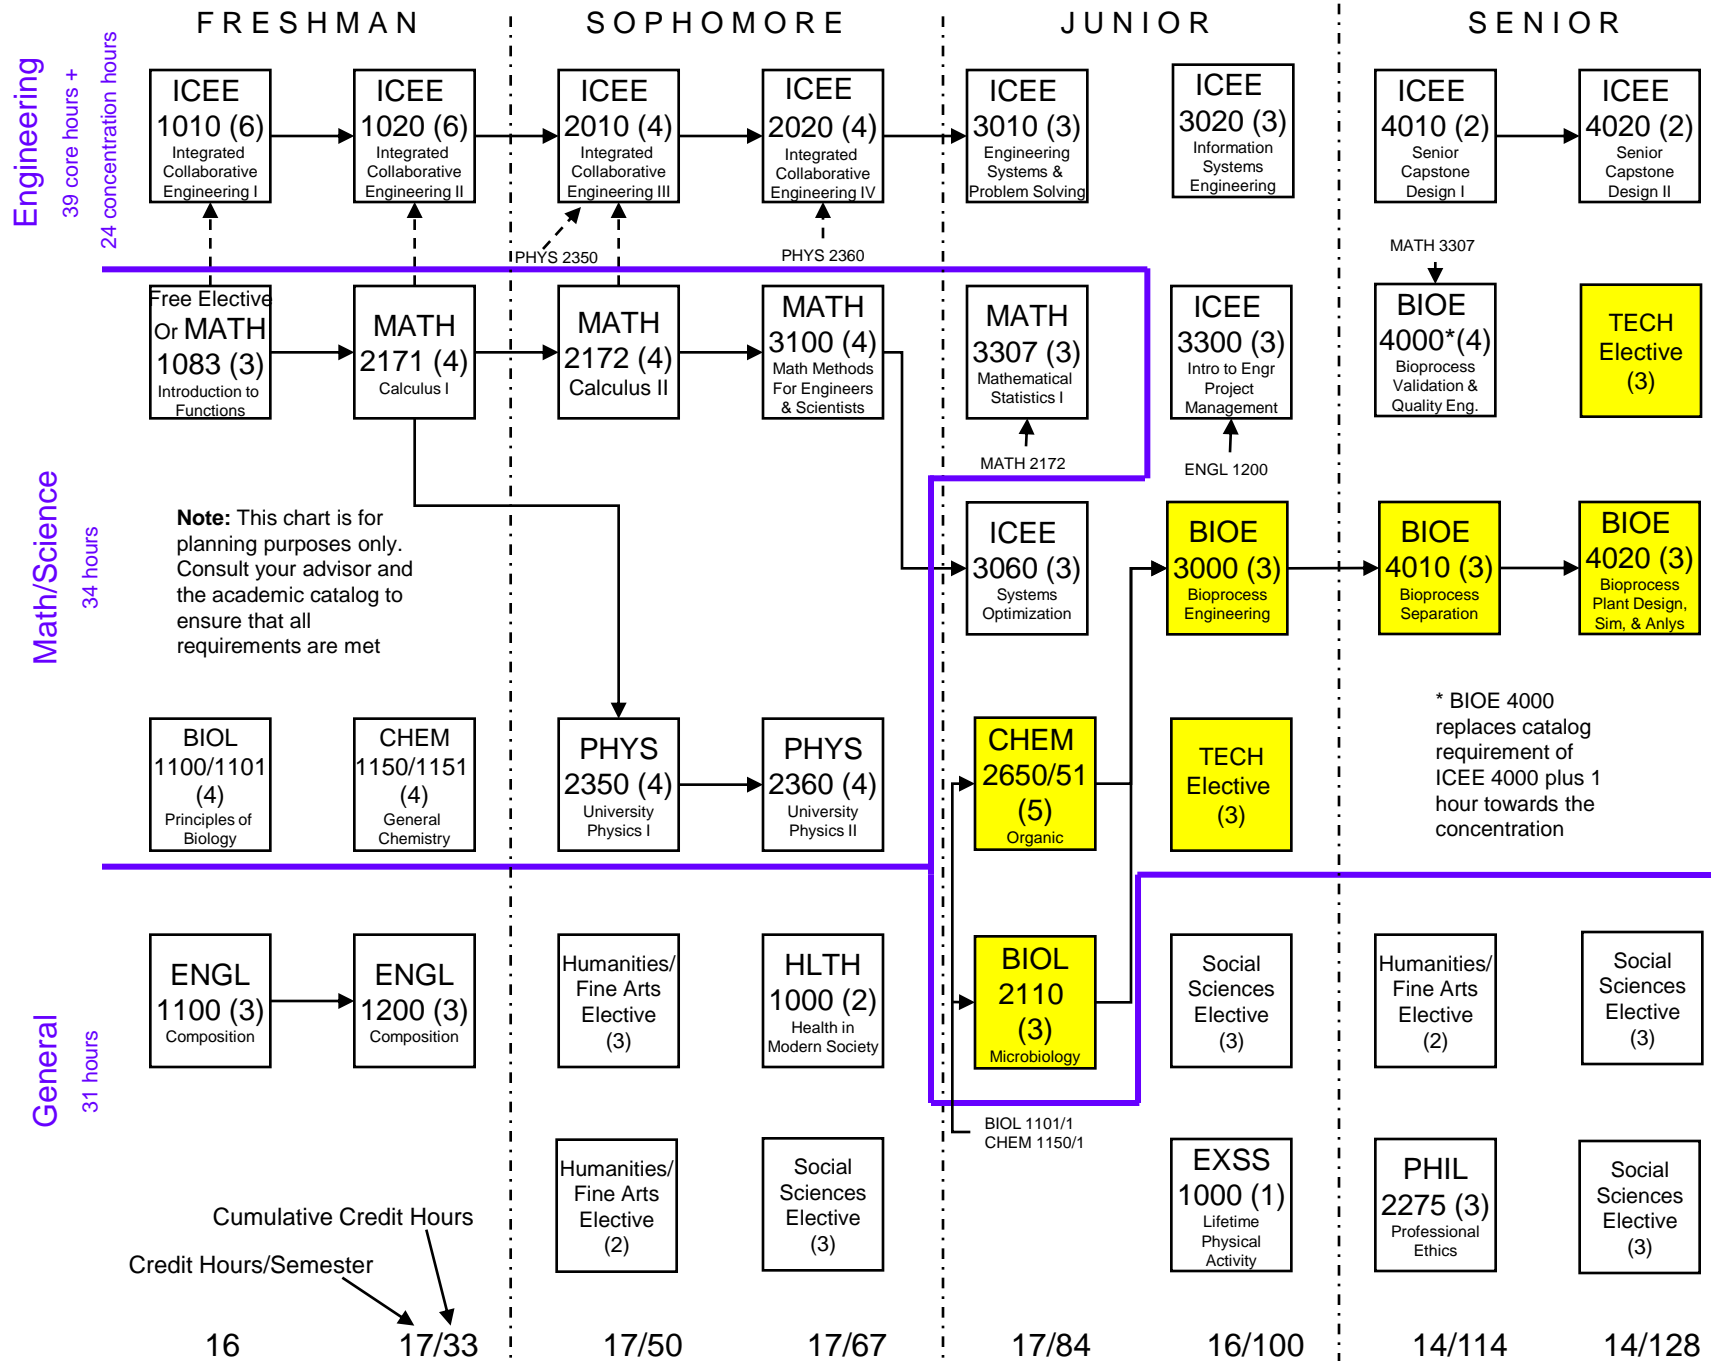 FRESHMAN
SOPHOMORE
JUNIOR
SENIOR
Engineering
39 core hours +
24 concentration hours
ICEE
1010 (6)
Integrated
Collaborative
Engineering I
ICEE
1020 (6)
Integrated
Collaborative
Engineering II
ICEE
2010 (4)
Integrated
Collaborative
Engineering III
ICEE
2020 (4)
Integrated
Collaborative
Engineering IV
ICEE
3010 (3)
Engineering
Systems &
Problem Solving
ICEE
3020 (3)
Information
Systems
Engineering
ICEE
4010 (2)
Senior
Capstone
Design I
ICEE
4020 (2)
Senior
Capstone
Design II
PHYS 2350
PHYS 2360
MATH 3307
Math/Science
34 hours
Free Elective
Or MATH
1083 (3)
Introduction to
Functions
MATH
2171 (4)
Calculus I
MATH
2172 (4)
Calculus II
MATH
3100 (4)
Math Methods
For Engineers
& Scientists
MATH
3307 (3)
Mathematical
Statistics I
ICEE
3300 (3)
Intro to Engr
Project
Management
BIOE
4000*(4)
Bioprocess
Validation &
Quality Eng.
TECH
Elective
(3)
MATH 2172
ENGL 1200
Note: This chart is for
planning purposes only.
Consult your advisor and
the academic catalog to
ensure that all
requirements are met
ICEE
3060 (3)
Systems
Optimization
BIOE
3000 (3)
Bioprocess
Engineering
BIOE
4010 (3)
Bioprocess
Separation
BIOE
4020 (3)
Bioprocess
Plant Design,
Sim, & Anlys
BIOL
1100/1101
(4)
Principles of
Biology
CHEM
1150/1151
(4)
General
Chemistry
PHYS
2350 (4)
University
Physics I
PHYS
2360 (4)
University
Physics II
CHEM
2650/51
(5)
Organic
TECH
Elective
(3)
* BIOE 4000
replaces catalog
requirement of
ICEE 4000 plus 1
hour towards the
concentration
General
31 hours
ENGL
1100 (3)
Composition
ENGL
1200 (3)
Composition
Humanities/
Fine Arts
Elective
(3)
HLTH
1000 (2)
Health in
Modern Society
BIOL
2110
(3)
Microbiology
Social
Sciences
Elective
(3)
Humanities/
Fine Arts
Elective
(2)
Social
Sciences
Elective
(3)
BIOL 1101/1
CHEM 1150/1
Humanities/
Fine Arts
Elective
(2)
Social
Sciences
Elective
(3)
EXSS
1000 (1)
Lifetime
Physical
Activity
PHIL
2275 (3)
Professional
Ethics
Social
Sciences
Elective
(3)
Cumulative Credit Hours
Credit Hours/Semester
16
17/33
17/50
17/67
17/84
16/100
14/114
14/128